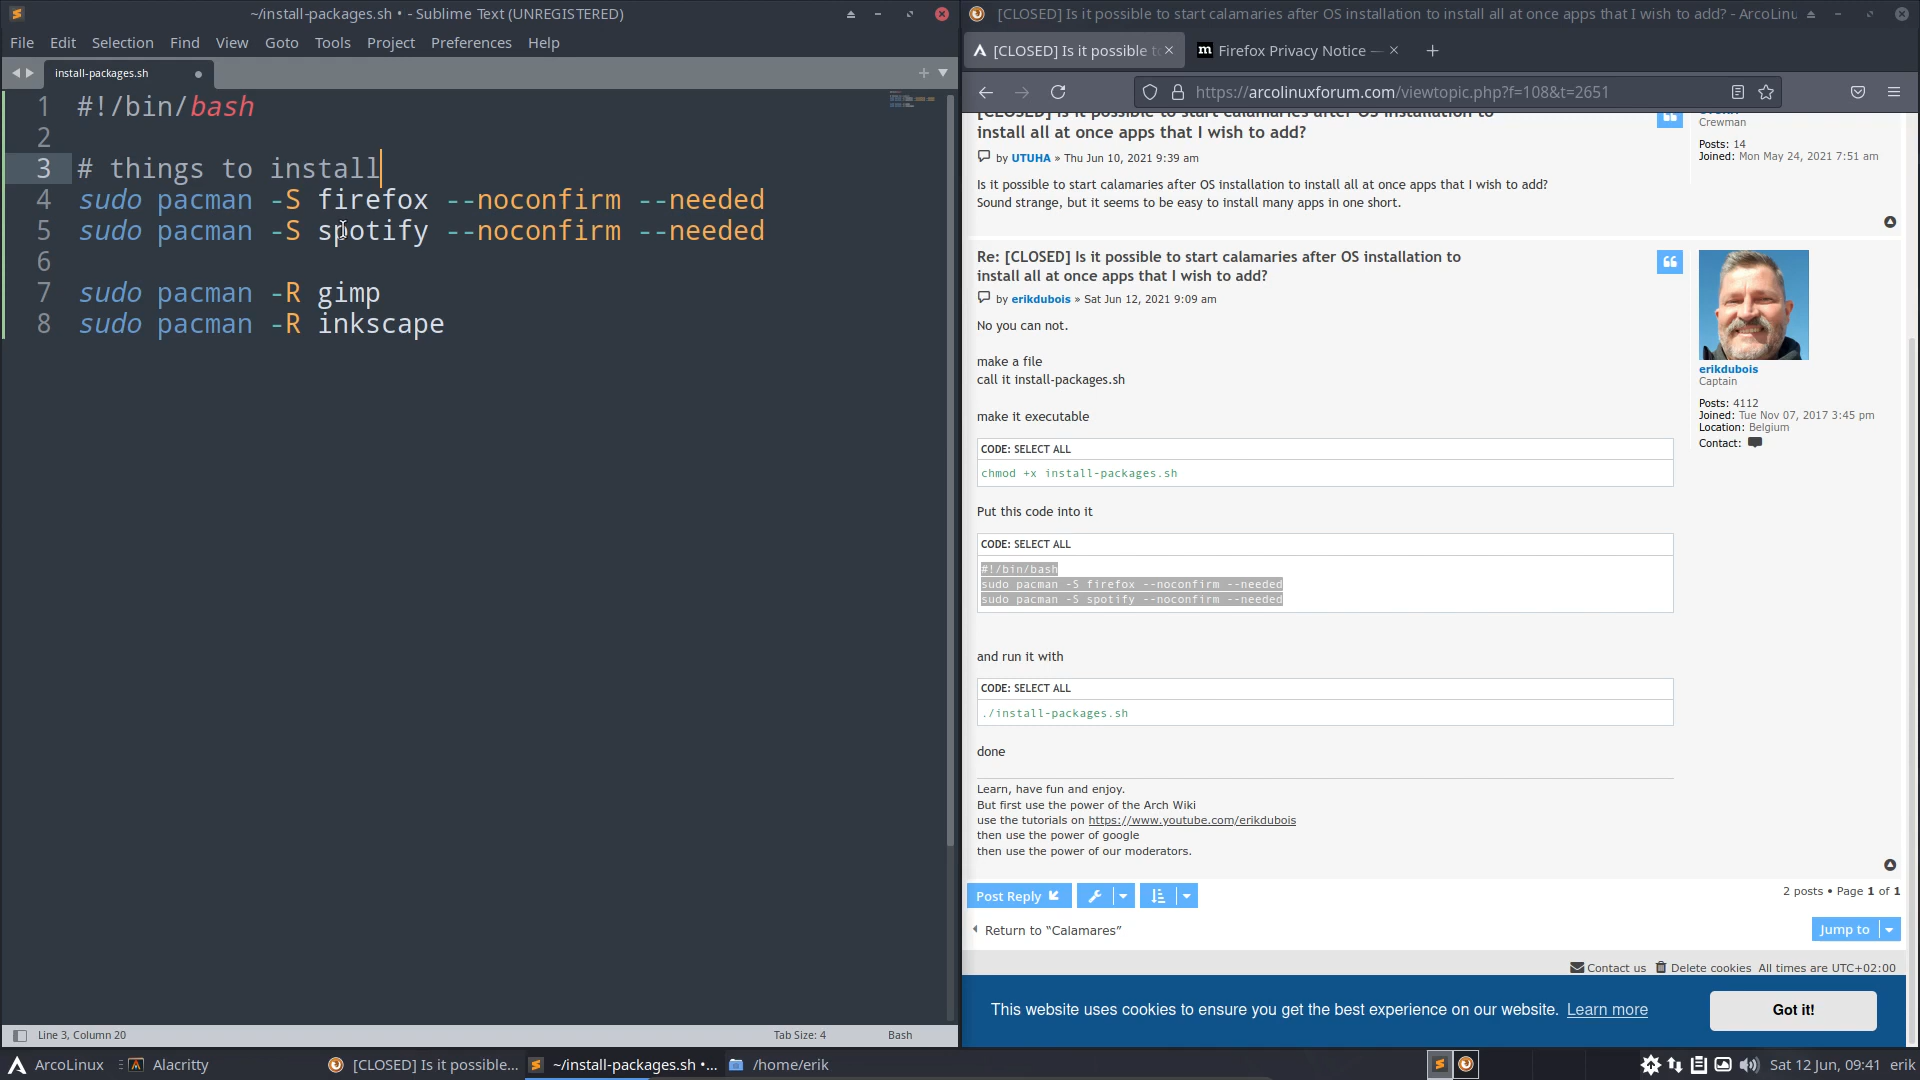 ~/install-packages.sh • - Sublime Text (UNREGISTERED)
File Edit Selection Find View Goto Tools Project Preferences Help
install-packages.sh
1 #!/bin/bash
2
3 # things to install
4 sudo pacman -S firefox --noconfirm --needed
5 sudo pacman -S spotify --noconfirm --needed
6
7 sudo pacman -R gimp
8 sudo pacman -R inkscape
Line 3, Column 20
Tab Size: 4
Bash
[CLOSED] Is it possible to start calamaries after OS installation to install all at once apps that I wish to add? - ArcoLinu
[CLOSED] Is it possible to
Firefox Privacy Notice —
https://arcolinuxforum.com/viewtopic.php?f=108&t=2651
[CLOSED] Is it possible to start calamaries after OS installation to
install all at once apps that I wish to add?
by UTUHA » Thu Jun 10, 2021 9:39 am
Is it possible to start calamaries after OS installation to install all at once apps that I wish to add?
Sound strange, but it seems to be easy to install many apps in one short.
UTUHA
Crewman
Posts: 14
Joined: Mon May 24, 2021 7:51 am
Re: [CLOSED] Is it possible to start calamaries after OS installation to
install all at once apps that I wish to add?
by erikdubois » Sat Jun 12, 2021 9:09 am
No you can not.
make a file
call it install-packages.sh
make it executable
CODE: SELECT ALL
chmod +x install-packages.sh
Put this code into it
CODE: SELECT ALL
#!/bin/bash
sudo pacman -S firefox --noconfirm --needed
sudo pacman -S spotify --noconfirm --needed
and run it with
CODE: SELECT ALL
./install-packages.sh
done
Learn, have fun and enjoy.
But first use the power of the Arch Wiki
use the tutorials on https://www.youtube.com/erikdubois
then use the power of google
then use the power of our moderators.
erikdubois
Captain
Posts: 4112
Joined: Tue Nov 07, 2017 3:45 pm
Location: Belgium
Contact:
Post Reply
2 posts • Page 1 of 1
Return to “Calamares”
Jump to
Contact us Delete cookies All times are UTC+02:00
This website uses cookies to ensure you get the best experience on our website. Learn more
Got it!
ArcoLinux
Alacritty
[CLOSED] Is it possible...
~/install-packages.sh •...
/home/erik
Sat 12 Jun, 09:41
erik